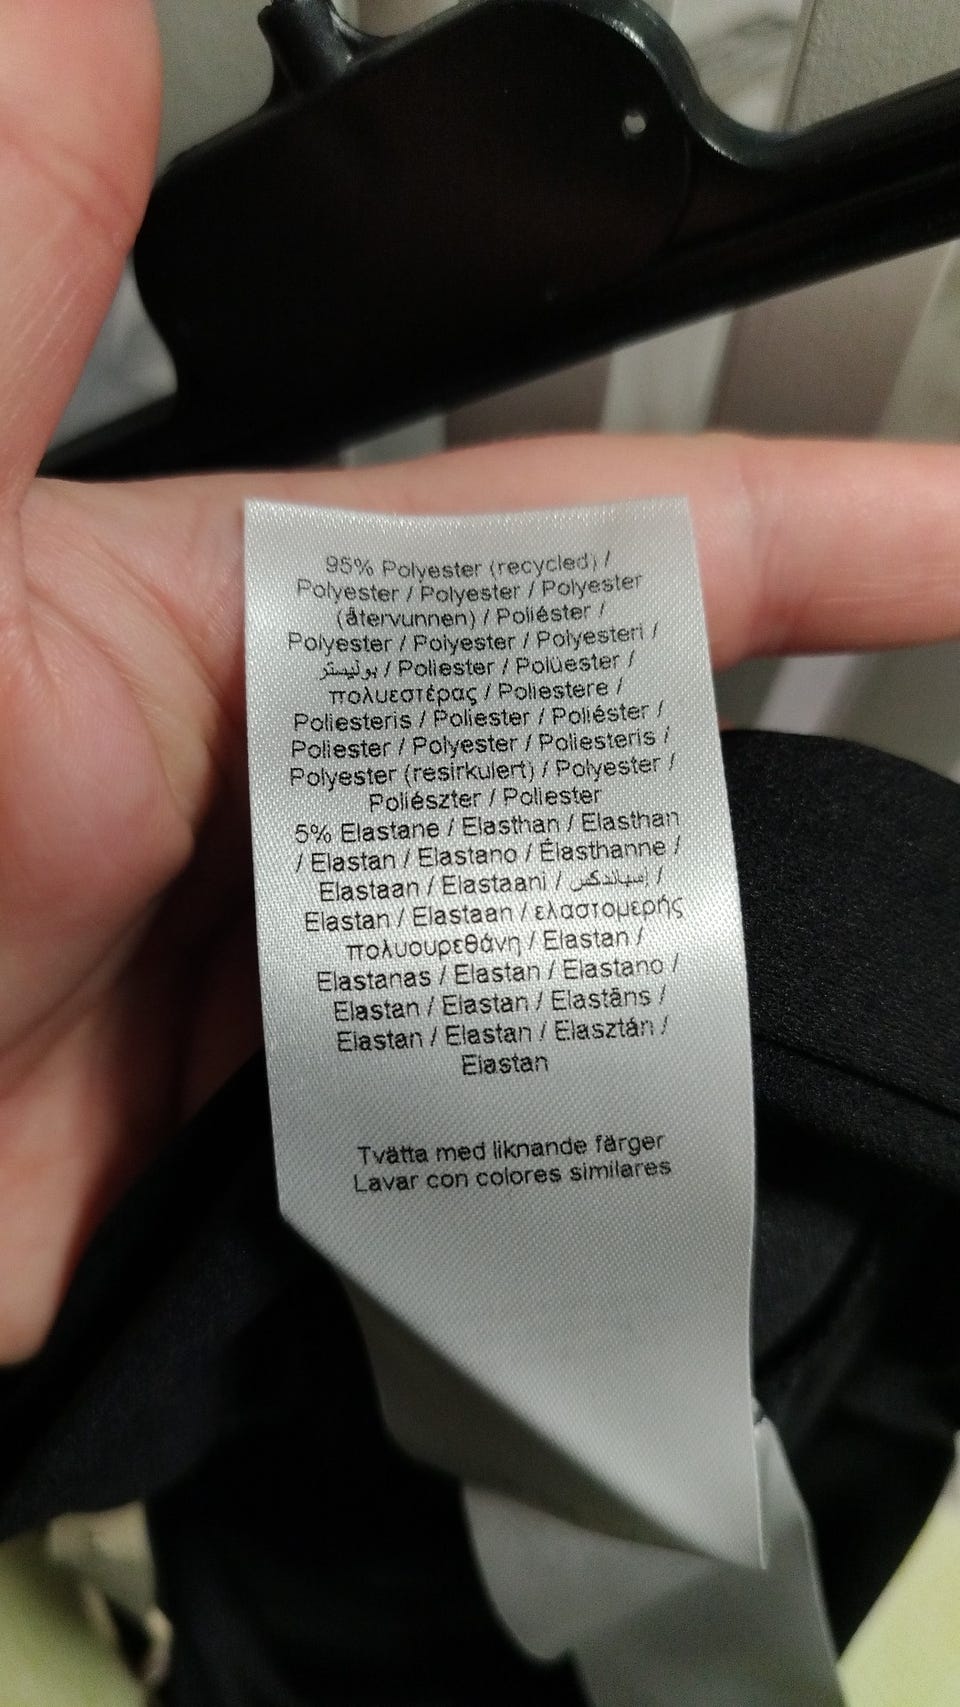 95% Polyester (recycled) /
Polyester / Polyester / Polyester
(återvunnen) / Poliéster /
Polyester / Polyester / Polyesteri /
بوليستر / Poliester / Polüester /
πολυεστέρας / Poliestere /
Poliesteris / Poliester / Poliéster /
Poliester / Polyester / Poliesteris /
Polyester (resirkulert) / Polyester /
Poliészter / Poliester
5% Elastane / Elasthan / Elasthan
/ Elastan / Elastano / Élasthanne /
Elastaan / Elastaani / إسباندكس /
Elastan / Elastaan / ελαστομερής
πολυουρεθάνη / Elastan /
Elastanas / Elastan / Elastano /
Elastan / Elastan / Elastāns /
Elastan / Elastan / Elasztán /
Elastan
Tvätta med liknande färger
Lavar con colores similares